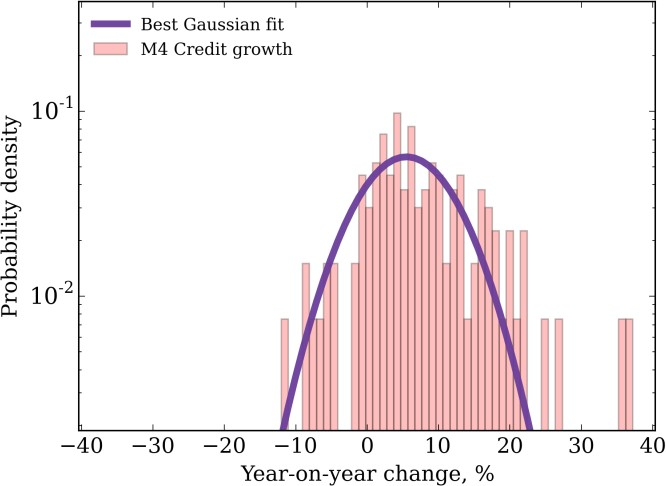 Best Gaussian fit
M4 Credit growth
Probability density
10^-1
10^-2
−40 −30 −20 −10 0 10 20 30 40
Year-on-year change, %